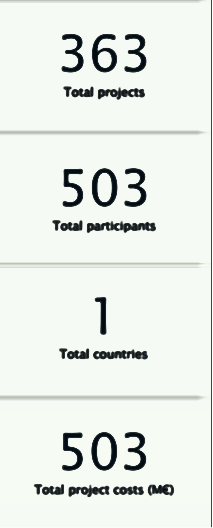 363
Total projects
503
Total participants
1
Total countries
503
Total project costs (M€)